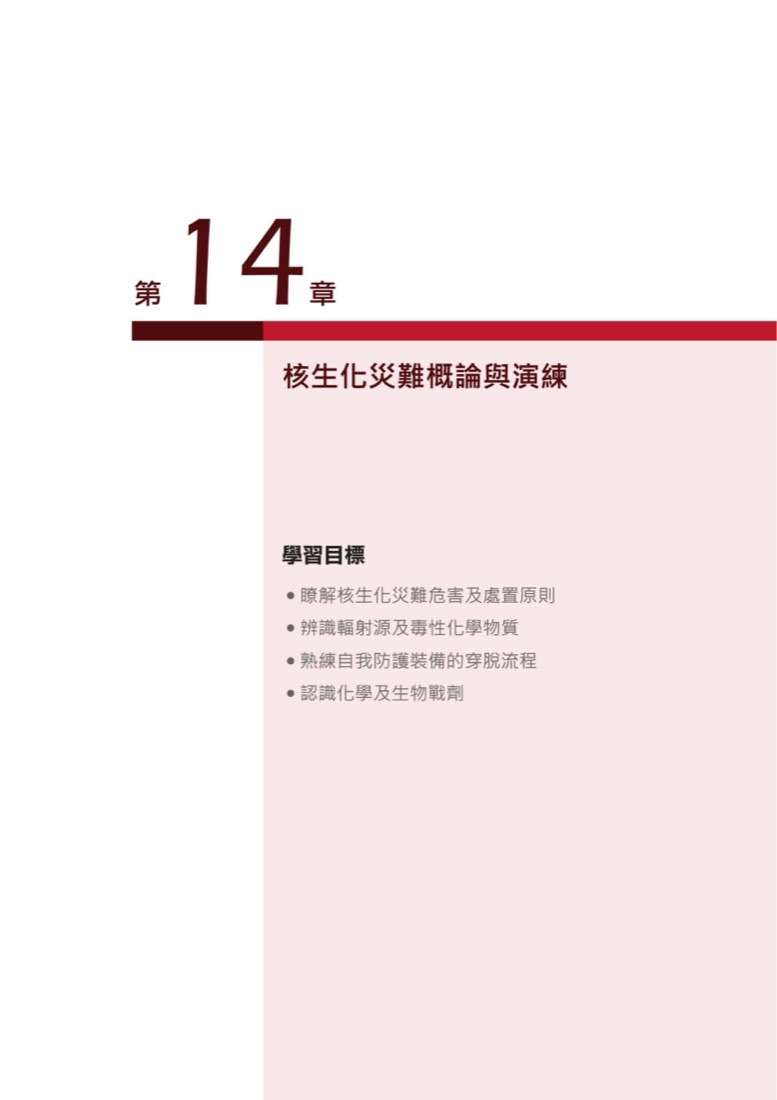 第14章
核生化災難概論與演練
學習目標
●瞭解核生化災難危害及處置原則
●辨識輻射源及毒性化學物質
●熟練自我防護裝備的穿脫流程
●認識化學及生物戰劑